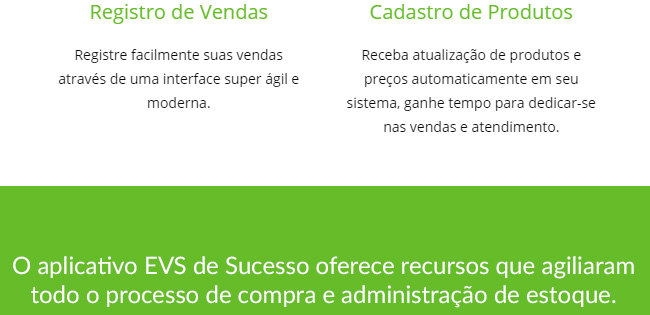 Registro de Vendas
Registre facilmente suas vendas
através de uma interface super ágil e
moderna.
Cadastro de Produtos
Receba atualização de produtos e
preços automaticamente em seu
sistema, ganhe tempo para dedicar-se
nas vendas e atendimento.
O aplicativo EVS de Sucesso oferece recursos que agiliaram
todo o processo de compra e administração de estoque.